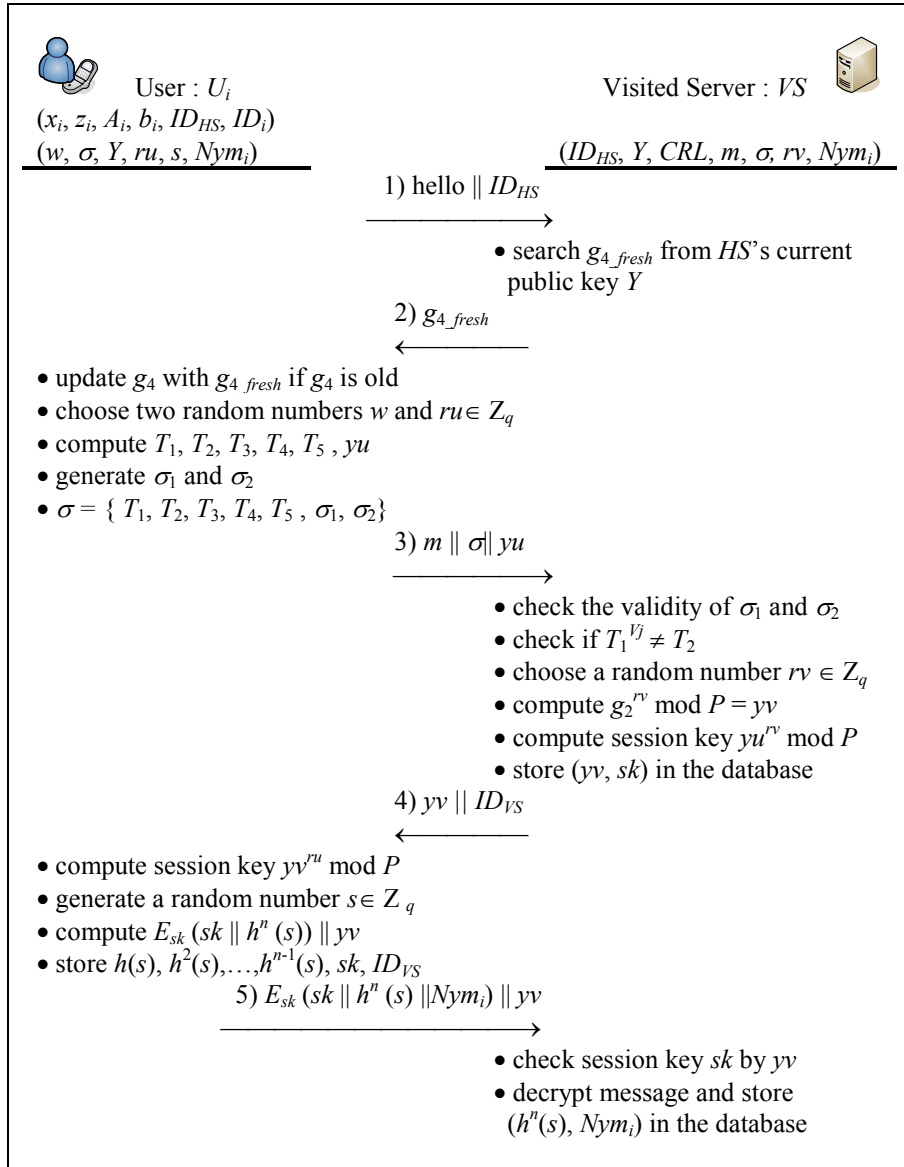 User : U_i
Visited Server : VS
(x_i, z_i, A_i, b_i, ID_HS, ID_i)
(w, σ, Y, ru, s, Nym_i)
(ID_HS, Y, CRL, m, σ, rv, Nym_i)
1) hello || ID_HS
• search g_4_fresh from HS's current
public key Y
2) g_4_fresh
• update g_4 with g_4_fresh if g_4 is old
• choose two random numbers w and ru ∈ Z_q
• compute T_1, T_2, T_3, T_4, T_5 , yu
• generate σ_1 and σ_2
• σ = { T_1, T_2, T_3, T_4, T_5 , σ_1, σ_2}
3) m || σ|| yu
• check the validity of σ_1 and σ_2
• check if T_1^Vj ≠ T_2
• choose a random number rv ∈ Z_q
• compute g_2^rv mod P = yv
• compute session key yu^rv mod P
• store (yv, sk) in the database
4) yv || ID_VS
• compute session key yv^ru mod P
• generate a random number s ∈ Z_q
• compute E_sk (sk || h^n (s)) || yv
• store h(s), h^2(s),…,h^n-1(s), sk, ID_VS
5) E_sk (sk || h^n (s) ||Nym_i) || yv
• check session key sk by yv
• decrypt message and store
(h^n(s), Nym_i) in the database